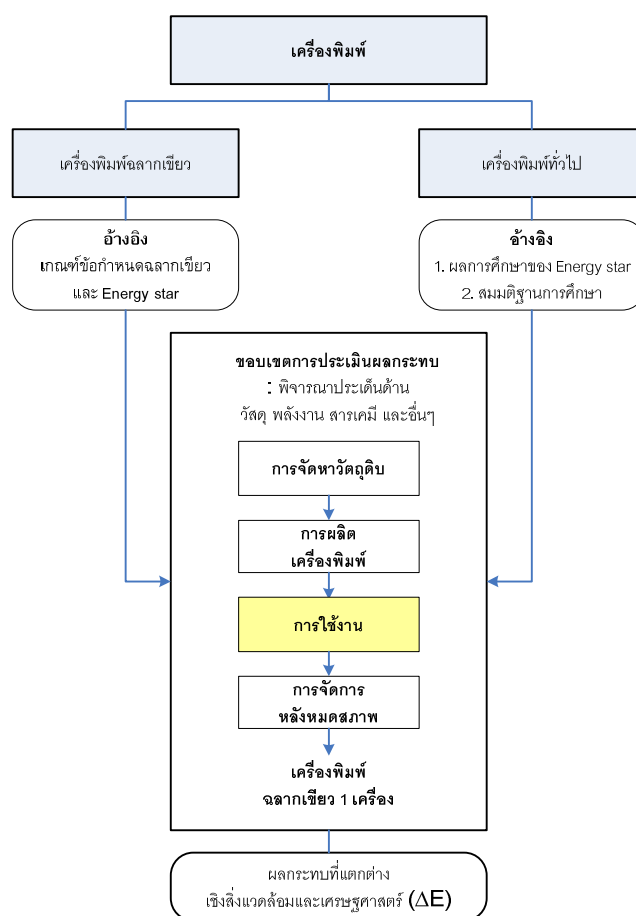 เครื่องพิมพ์
เครื่องพิมพ์ฉลากเขียว
เครื่องพิมพ์ทั่วไป
อ้างอิง
เกณฑ์ข้อกำหนดฉลากเขียว
และ Energy star
อ้างอิง
1. ผลการศึกษาของ Energy star
2. สมมติฐานการศึกษา
ขอบเขตการประเมินผลกระทบ
: พิจารณาประเด็นด้าน
วัสดุ พลังงาน สารเคมี และอื่นๆ
การจัดหาวัตถุดิบ
การผลิต
เครื่องพิมพ์
การใช้งาน
การจัดการ
หลังหมดสภาพ
เครื่องพิมพ์
ฉลากเขียว 1 เครื่อง
ผลกระทบที่แตกต่าง
เชิงสิ่งแวดล้อมและเศรษฐศาสตร์ (ΔE)